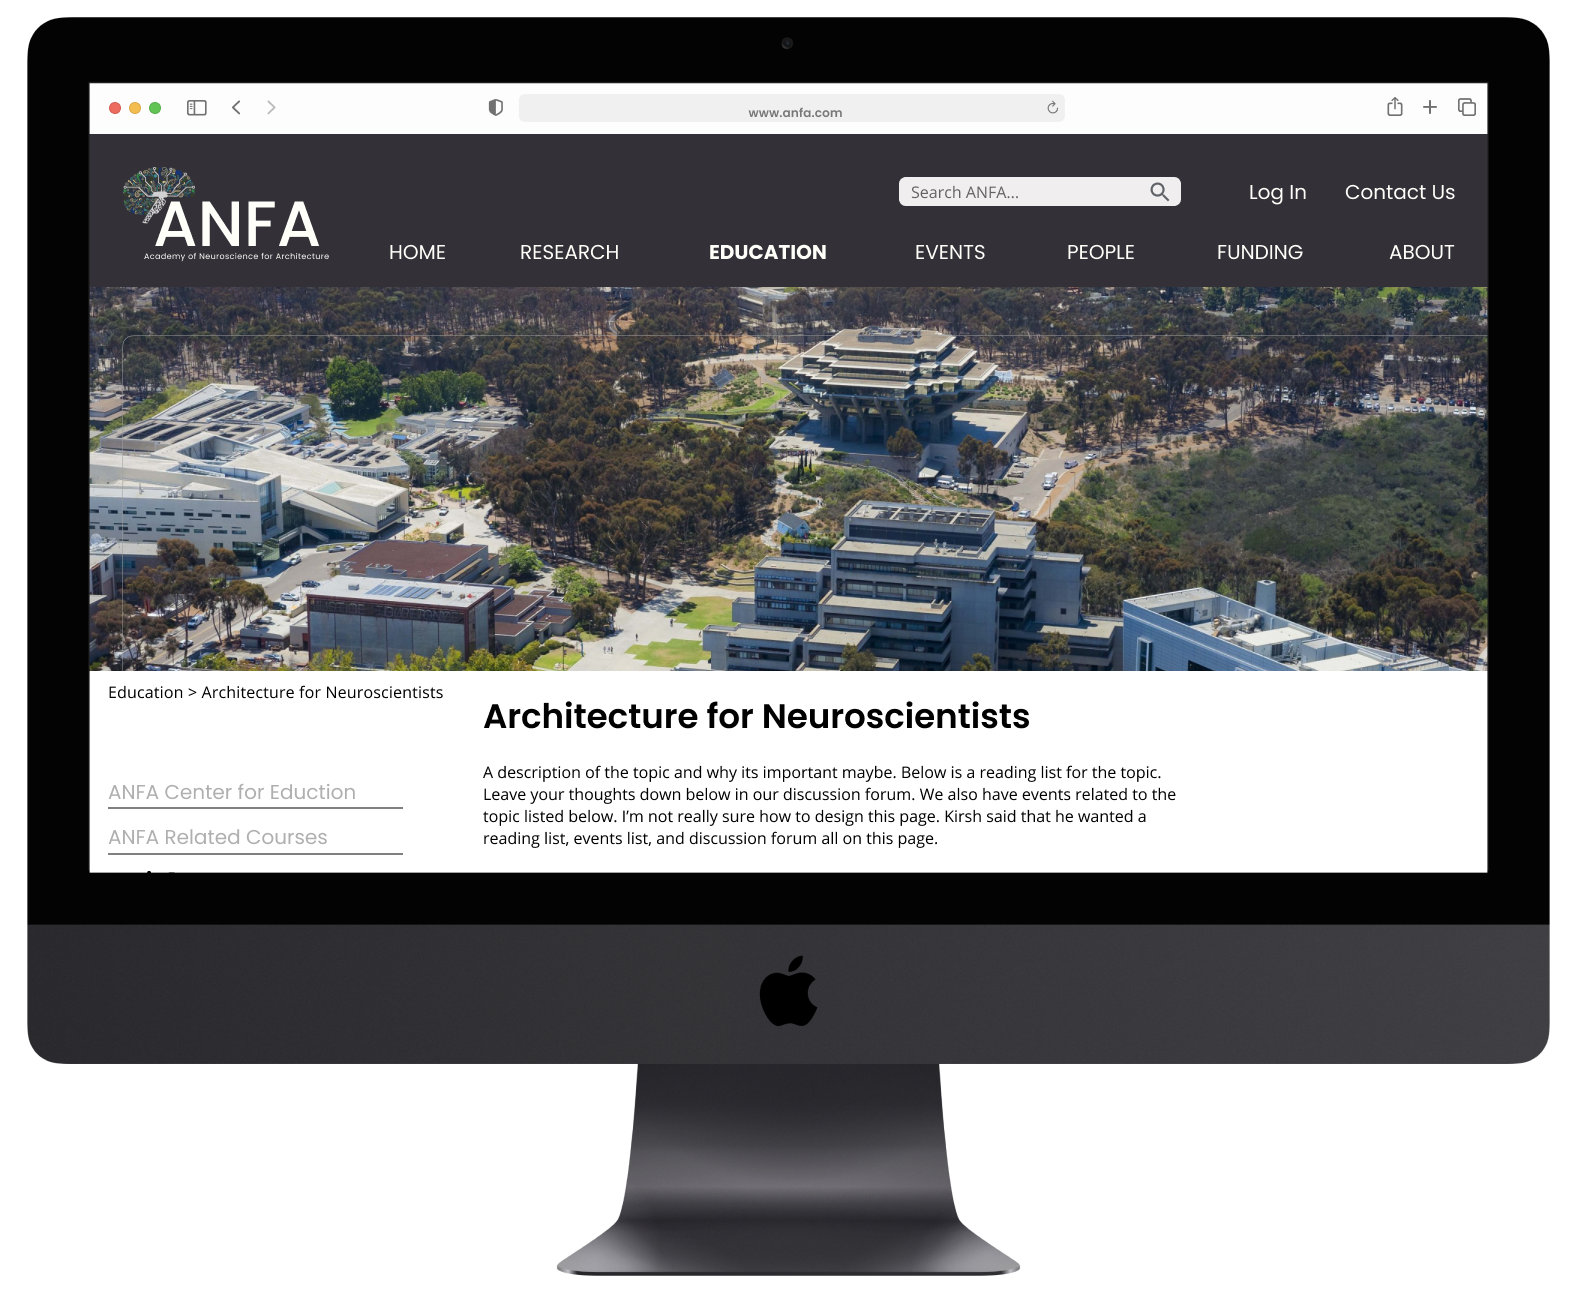 www.anfa.com
Search ANFA...
Log In
Contact Us
ANFA
Academy of Neuroscience for Architecture
HOME
RESEARCH
EDUCATION
EVENTS
PEOPLE
FUNDING
ABOUT
Education > Architecture for Neuroscientists
Architecture for Neuroscientists
A description of the topic and why its important maybe. Below is a reading list for the topic.
Leave your thoughts down below in our discussion forum. We also have events related to the
topic listed below. I'm not really sure how to design this page. Kirsh said that he wanted a
reading list, events list, and discussion forum all on this page.
ANFA Center for Eduction
ANFA Related Courses